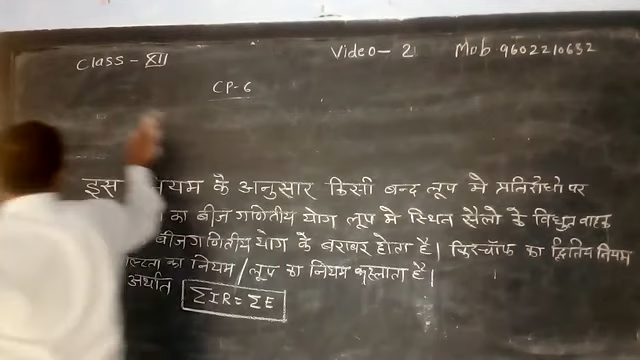 Class - XII Video - 2 Mob 9602210632
CP-6
इस नियम के अनुसार किसी बन्द लूप मे प्रतिरोधो पर
का बीजगणितीय योग लूप मे स्थित सैलो के विधुत वाहक
बीजगणितीय योग के बराबर होता है। किरचॉफ का द्वितिय नियम
का नियम / लूप का नियम कहलाता है।
अर्थात ΣIR = ΣE